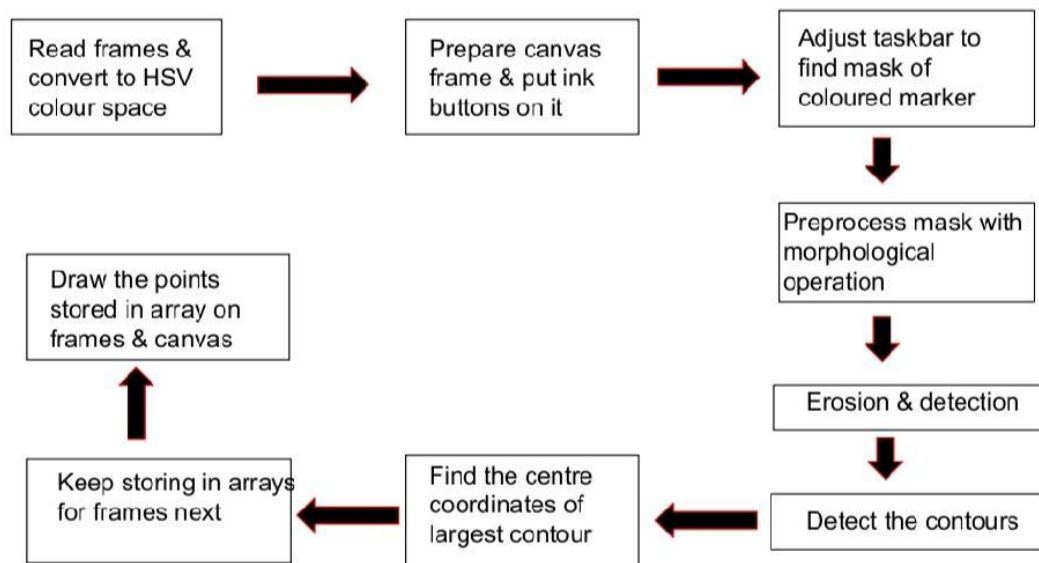 Read frames &
convert to HSV
colour space
Prepare canvas
frame & put ink
buttons on it
Adjust taskbar to
find mask of
coloured marker
Preprocess mask with
morphological
operation
Erosion & detection
Detect the contours
Find the centre
coordinates of
largest contour
Keep storing in arrays
for frames next
Draw the points
stored in array on
frames & canvas